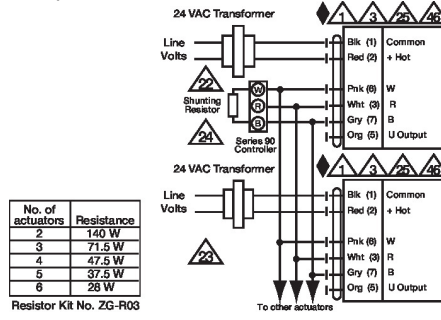 24 VAC Transformer
1 3 25 46
Line
Volts
Blk (1) Common
Red (2) + Hot
22
Shunting
Resistor
24
W
R
B
Series 90
Controller
Pnk (6) W
Wht (3) R
Gry (7) B
Org (5) U Output
24 VAC Transformer
1 3 25 46
Line
Volts
Blk (1) Common
Red (2) + Hot
23
Pnk (6) W
Wht (3) R
Gry (7) B
Org (5) U Output
To other actuators
No. of
actuators Resistance
2 140 W
3 71.5 W
4 47.5 W
5 37.5 W
6 28 W
Resistor Kit No. ZG-R03